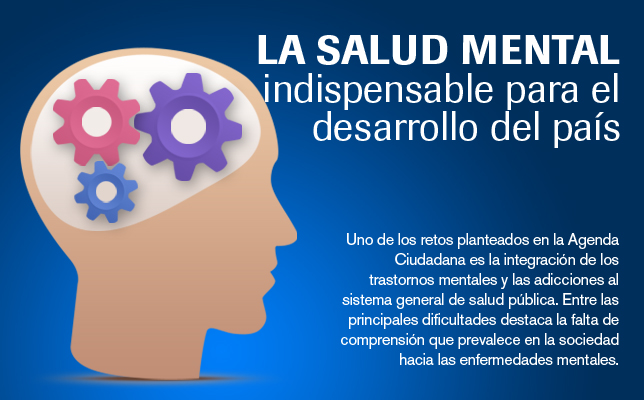 LA SALUD MENTAL
indispensable para el
desarrollo del país
Uno de los retos planteados en la Agenda
Ciudadana es la integración de los
trastornos mentales y las adicciones al
sistema general de salud pública. Entre las
principales dificultades destaca la falta de
comprensión que prevalece en la sociedad
hacia las enfermedades mentales.